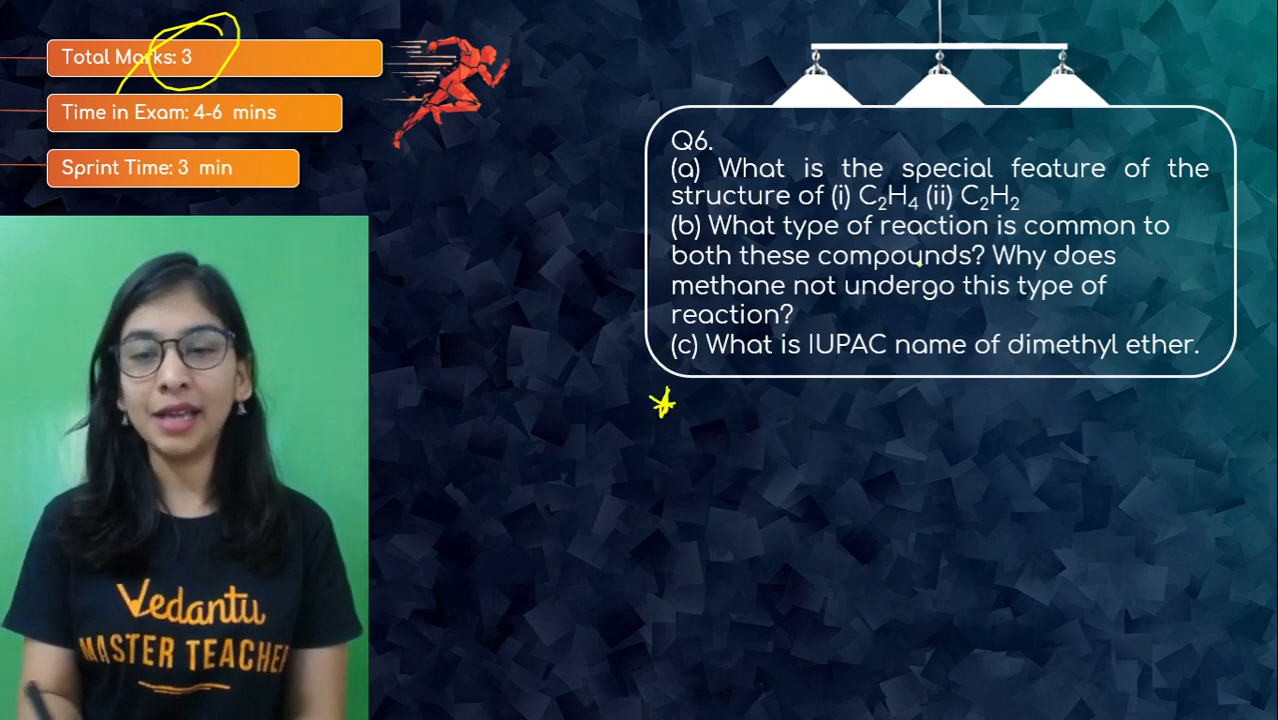 Total Marks: 3
Time in Exam: 4-6 mins
Sprint Time: 3 min
Q6.
(a) What is the special feature of the
structure of (i) C₂H₄ (ii) C₂H₂
(b) What type of reaction is common to
both these compounds? Why does
methane not undergo this type of
reaction?
(c) What is IUPAC name of dimethyl ether.
Vedantu
MASTER TEACHER